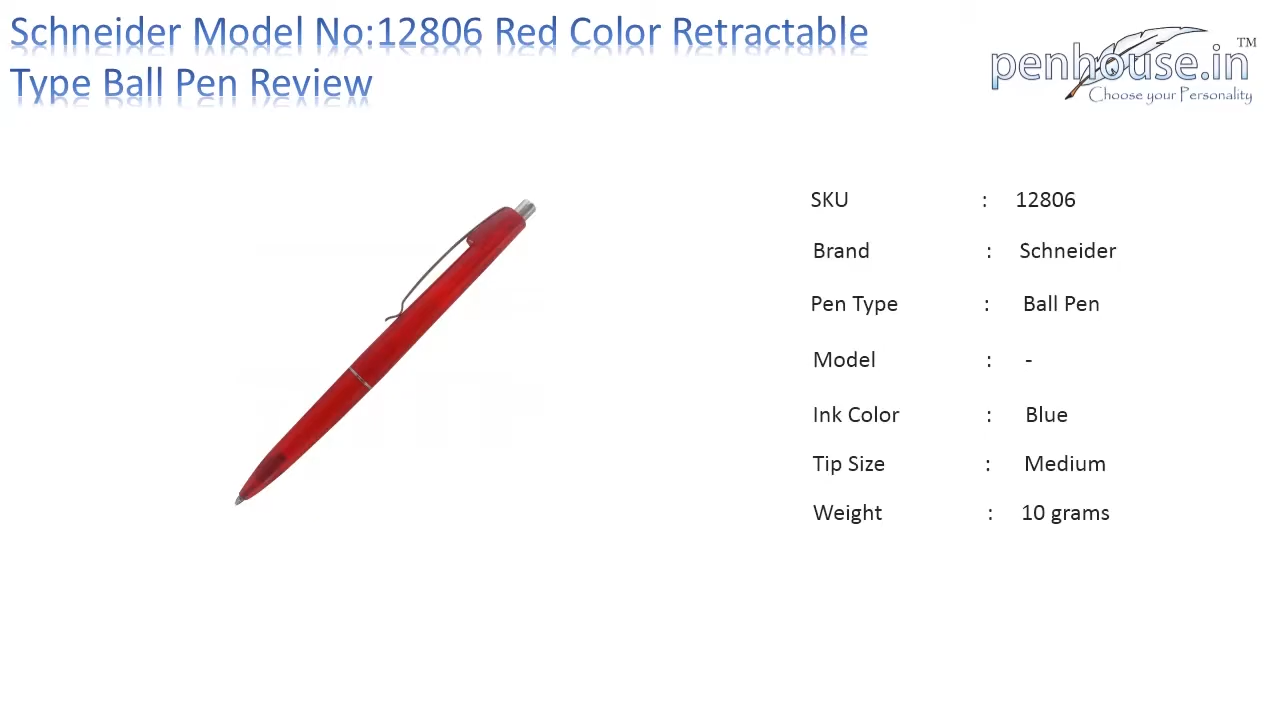 Schneider Model No:12806 Red Color Retractable
Type Ball Pen Review
penhouse.in™
Choose your Personality
SKU : 12806
Brand : Schneider
Pen Type : Ball Pen
Model : -
Ink Color : Blue
Tip Size : Medium
Weight : 10 grams